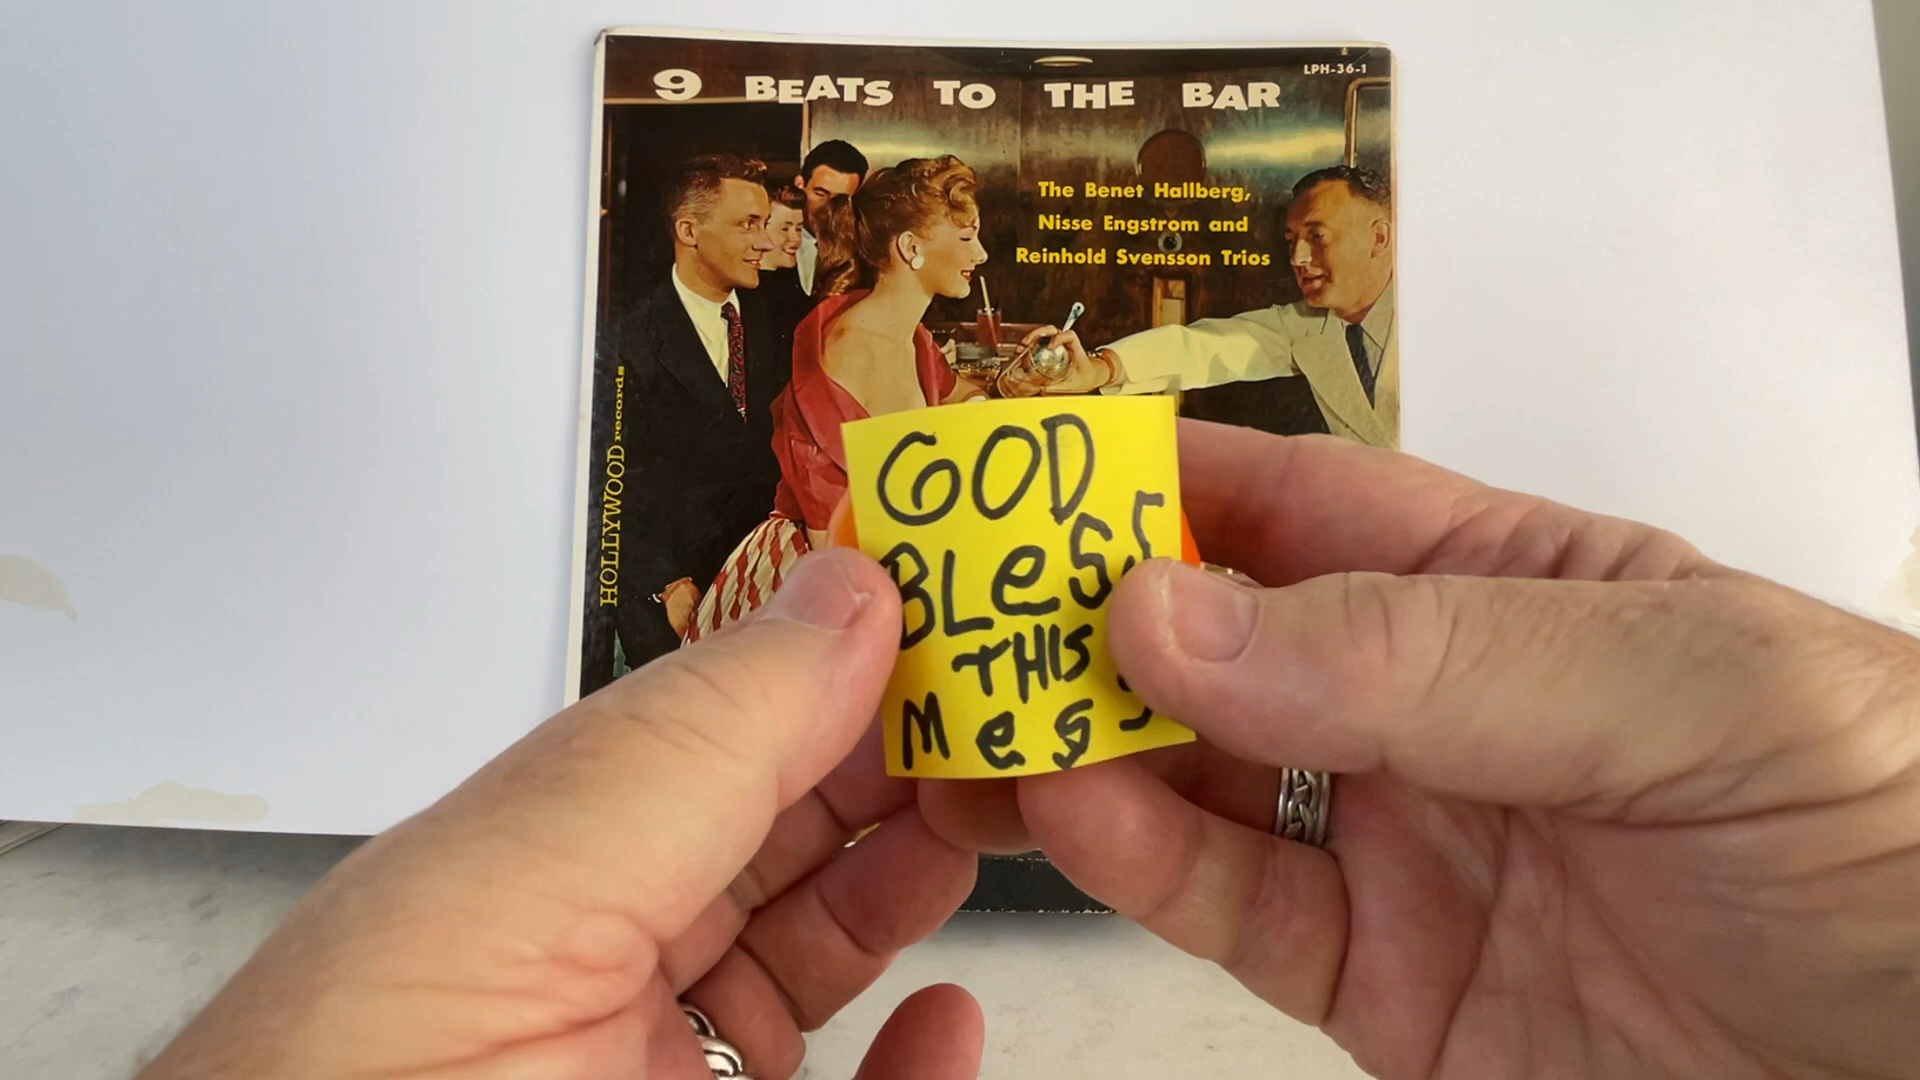 9 BEATS TO THE BAR
LPH-36-1
The Benet Hallberg,
Nisse Engstrom and
Reinhold Svensson Trios
HOLLYWOOD records
GOD
BLeSS
THIS
MeSS